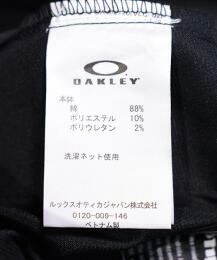 OAKLEY
本体
綿 88%
ポリエステル 10%
ポリウレタン 2%
洗濯ネット使用
ルックスオティカジャパン株式会社
0120-009-146
ベトナム製